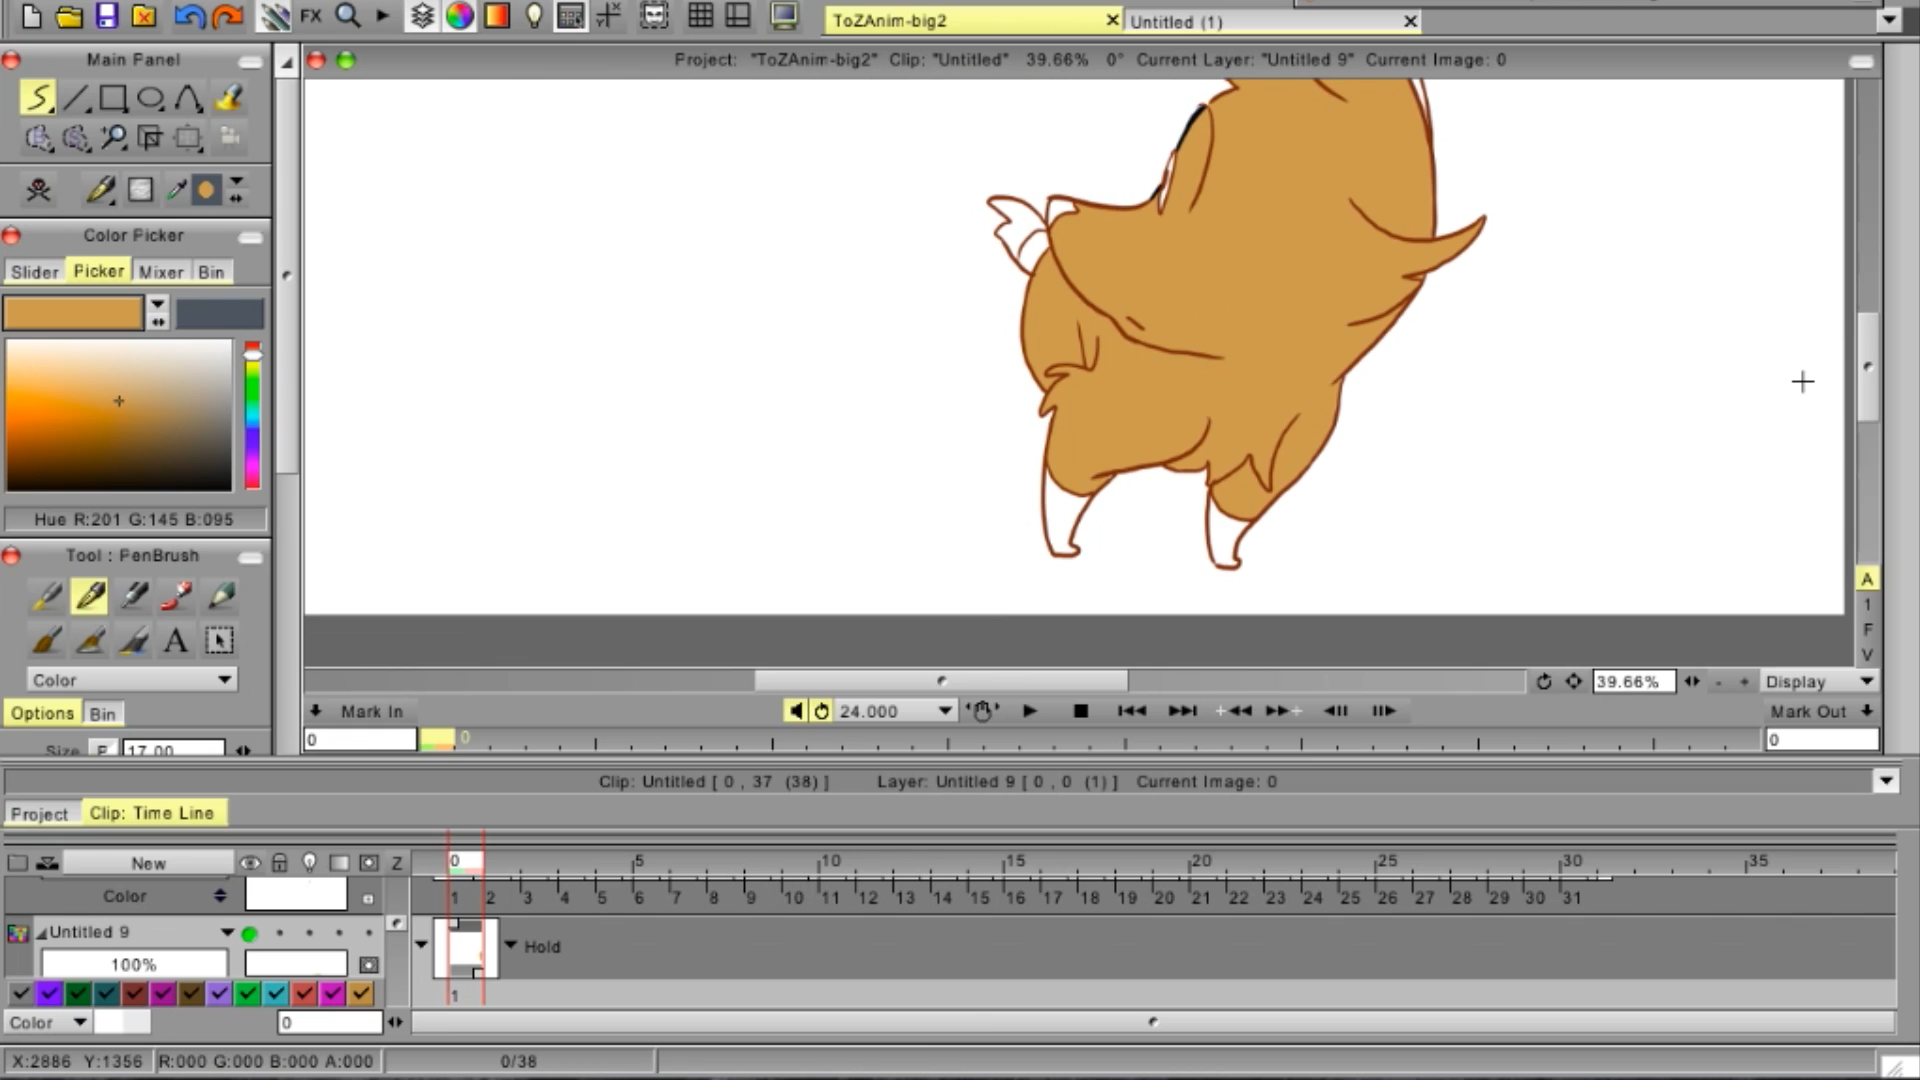 FX
ToZAnim-big2
Untitled (1)
Main Panel
Project: "ToZAnim-big2" Clip: "Untitled" 39.66% 0° Current Layer: "Untitled 9" Current Image: 0
Color Picker
Slider Picker Mixer Bin
Hue R:201 G:145 B:095
Tool : PenBrush
A
Color
Options Bin
Size P 17.00
A
1
F
V
39.66%
Display
Mark In
24.000
Mark Out
0
0
0
Clip: Untitled [ 0 , 37 (38) ] Layer: Untitled 9 [ 0 , 0 (1) ] Current Image: 0
Project Clip: Time Line
New Z
0 5 10 15 20 25 30 35
Color
1 2 3 4 5 6 7 8 9 10 11 12 13 14 15 16 17 18 19 20 21 22 23 24 25 26 27 28 29 30 31
Untitled 9
Hold
100%
1
Color
0
X:2886 Y:1356 R:000 G:000 B:000 A:000 0/38